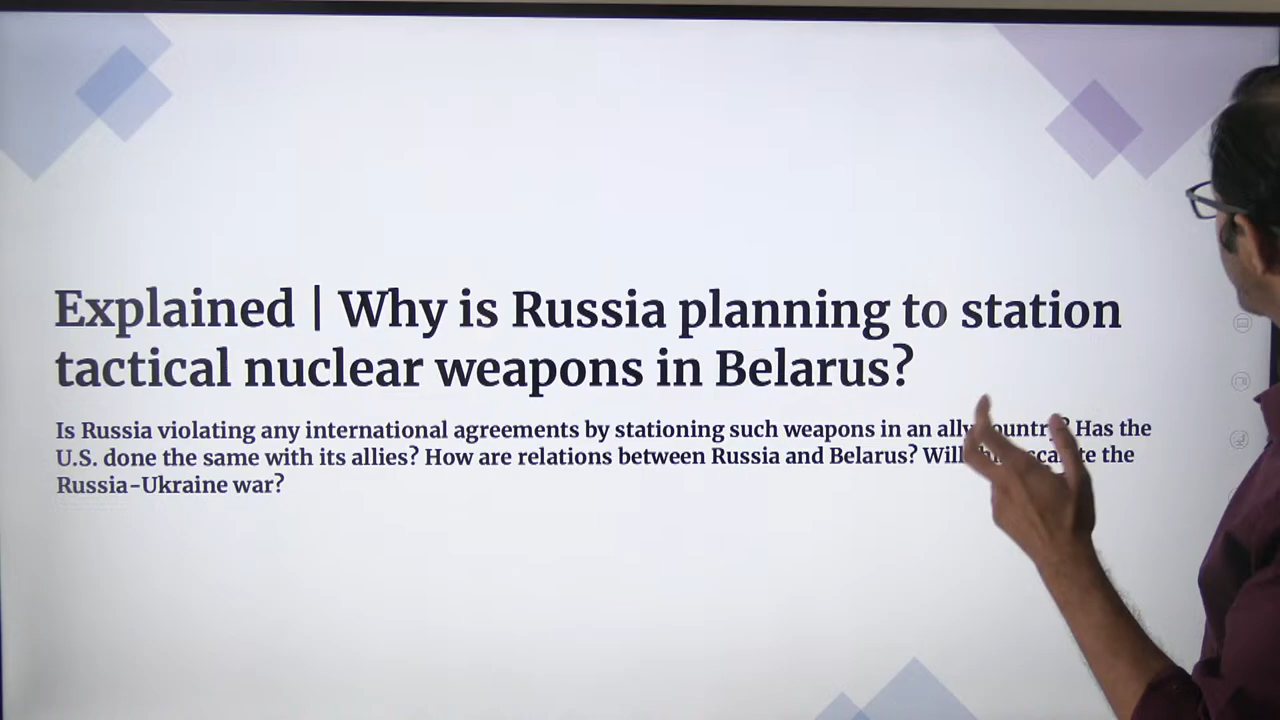 Explained | Why is Russia planning to station
tactical nuclear weapons in Belarus?
Is Russia violating any international agreements by stationing such weapons in an ally country? Has the
U.S. done the same with its allies? How are relations between Russia and Belarus? Will the
Russia-Ukraine war?